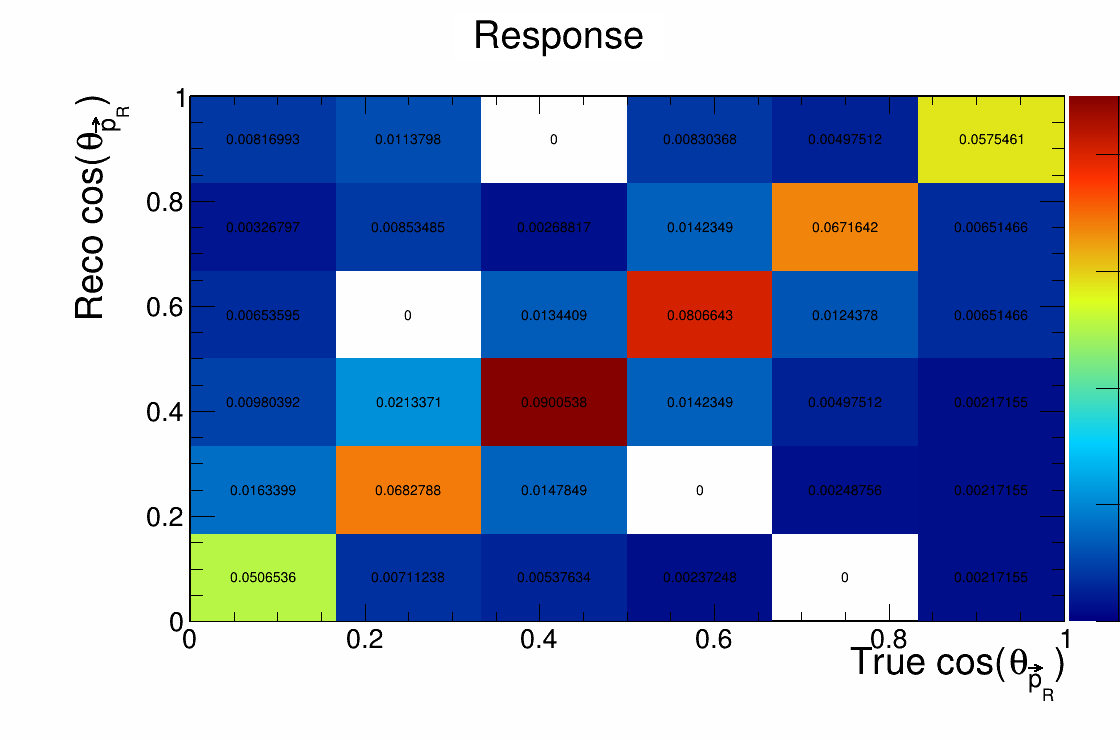 Response
Reco cos(θp⃗R)
1
0.8
0.6
0.4
0.2
0
0.00816993 0.0113798 0 0.00830368 0.00497512 0.0575461
0.00326797 0.00853485 0.00268817 0.0142349 0.0671642 0.00651466
0.00653595 0 0.0134409 0.0806643 0.0124378 0.00651466
0.00980392 0.0213371 0.0900538 0.0142349 0.00497512 0.00217155
0.0163399 0.0682788 0.0147849 0 0.00248756 0.00217155
0.0506536 0.00711238 0.00537634 0.00237248 0 0.00217155
0 0.2 0.4 0.6 0.8 1
True cos(θp⃗R)